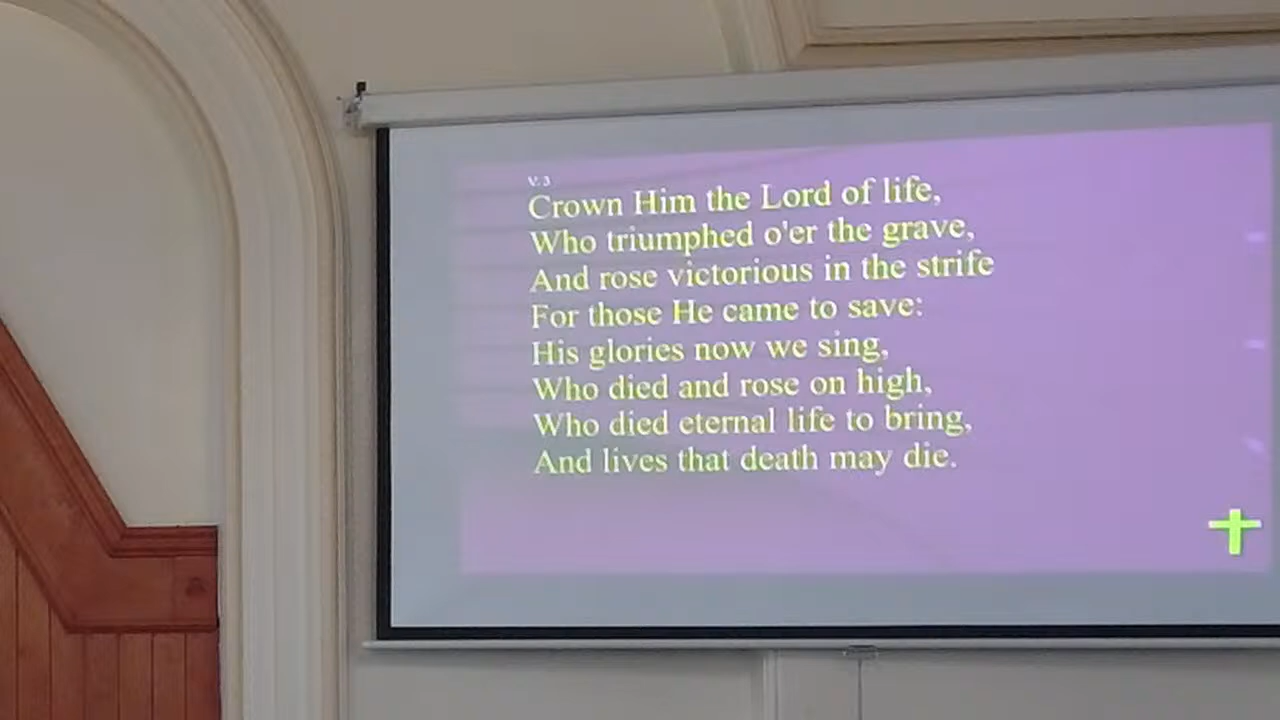 V. 3
Crown Him the Lord of life,
Who triumphed o'er the grave,
And rose victorious in the strife
For those He came to save:
His glories now we sing,
Who died and rose on high,
Who died eternal life to bring,
And lives that death may die.